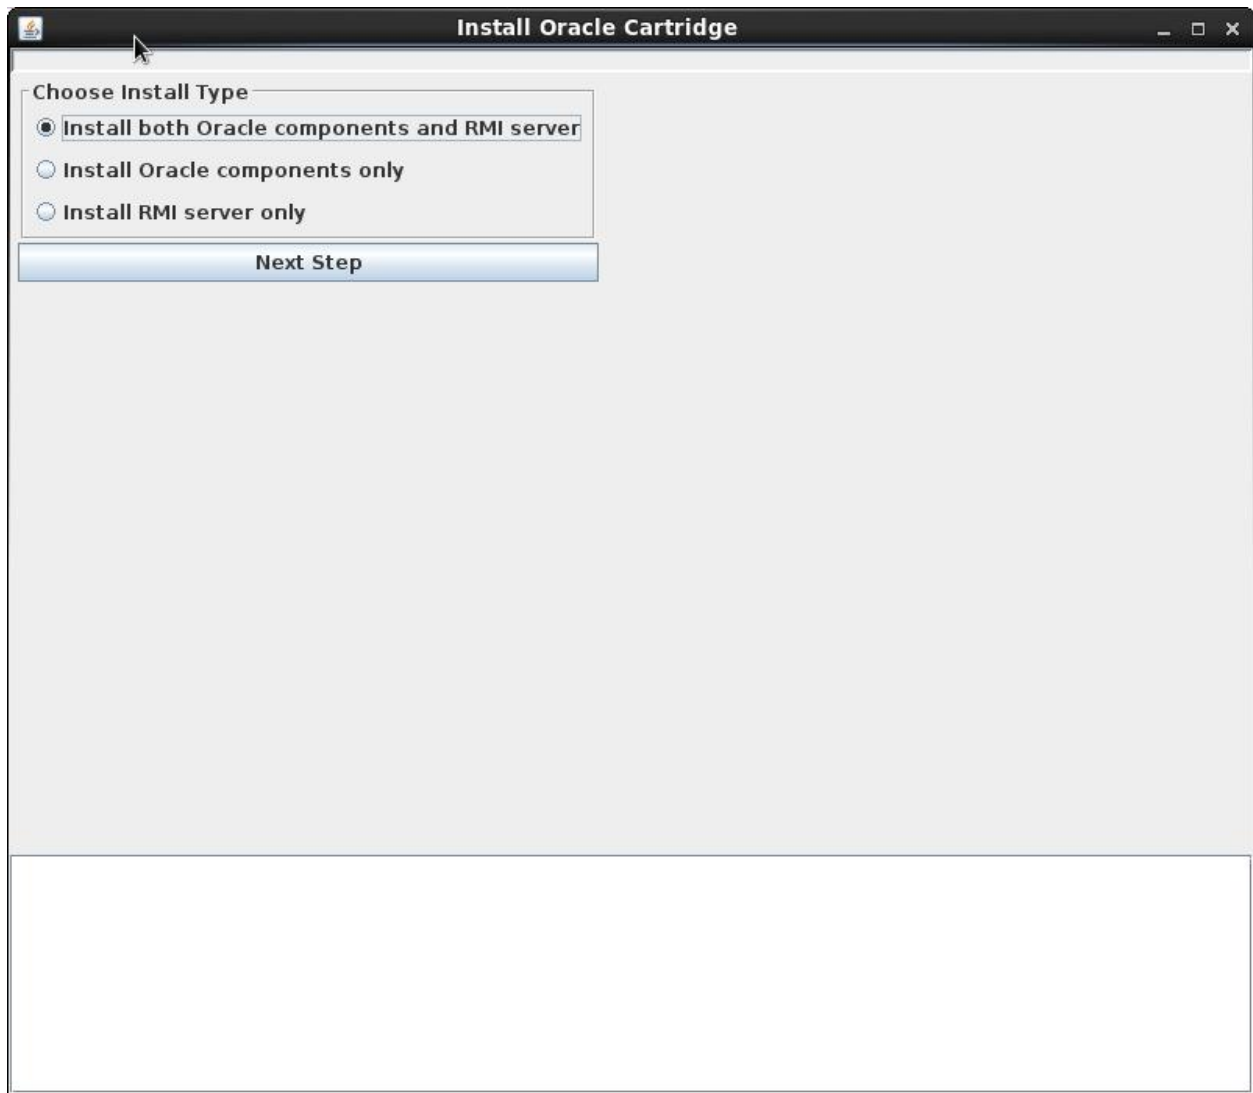 Install Oracle Cartridge
Choose Install Type
Install both Oracle components and RMI server
Install Oracle components only
Install RMI server only
Next Step